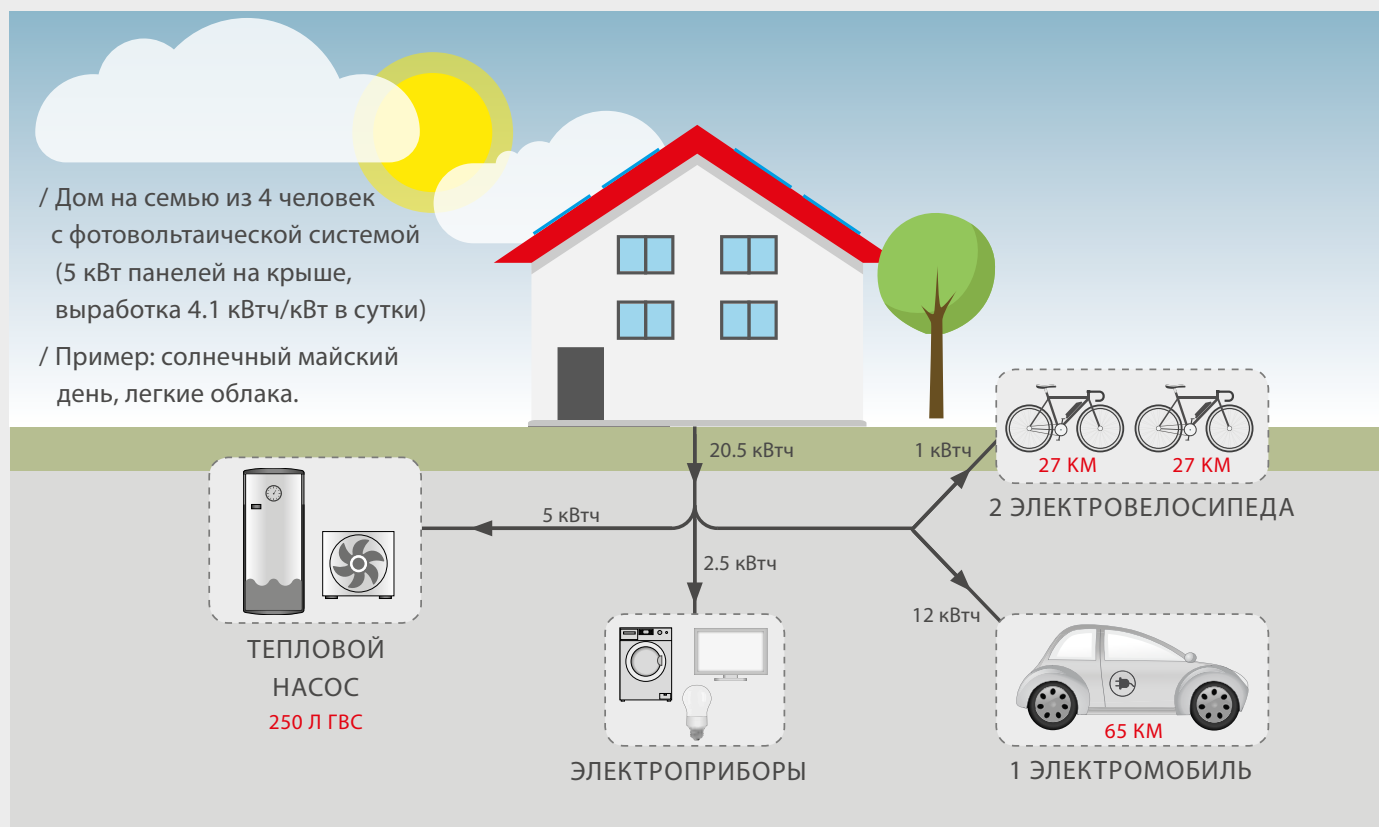 / Дом на семью из 4 человек
с фотовольтаической системой
(5 кВт панелей на крыше,
выработка 4.1 кВтч/кВт в сутки)
/ Пример: солнечный майский
день, легкие облака.
20.5 кВтч
1 кВтч
27 КМ
27 КМ
2 ЭЛЕКТРОВЕЛОСИПЕДА
5 кВтч
2.5 кВтч
12 кВтч
ТЕПЛОВОЙ
НАСОС
250 Л ГВС
ЭЛЕКТРОПРИБОРЫ
65 КМ
1 ЭЛЕКТРОМОБИЛЬ